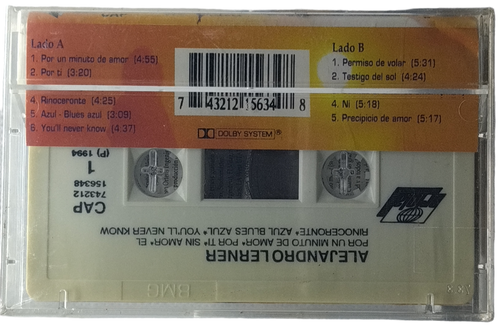 Lado A
1. Por un minuto de amor (4:55)
2. Por ti (3:20)
4. Rinoceronte (4:25)
5. Azul - Blues azul (3:09)
6. You'll never know (4:37)
7 43212 15634 8
DOLBY SYSTEM®
Lado B
1. Permiso de volar (5:31)
2. Testigo del sol (4:24)
4. Ni (5:18)
5. Precipicio de amor (5:17)
ALEJANDRO LERNER
POR UN MINUTO DE AMOR* POR TI* SIN AMOR* EL
RINOCERONTE* AZUL BLUES AZUL* YOU'LL NEVER KNOW
CAP
743212
156348
1
(P) 1994
BMG